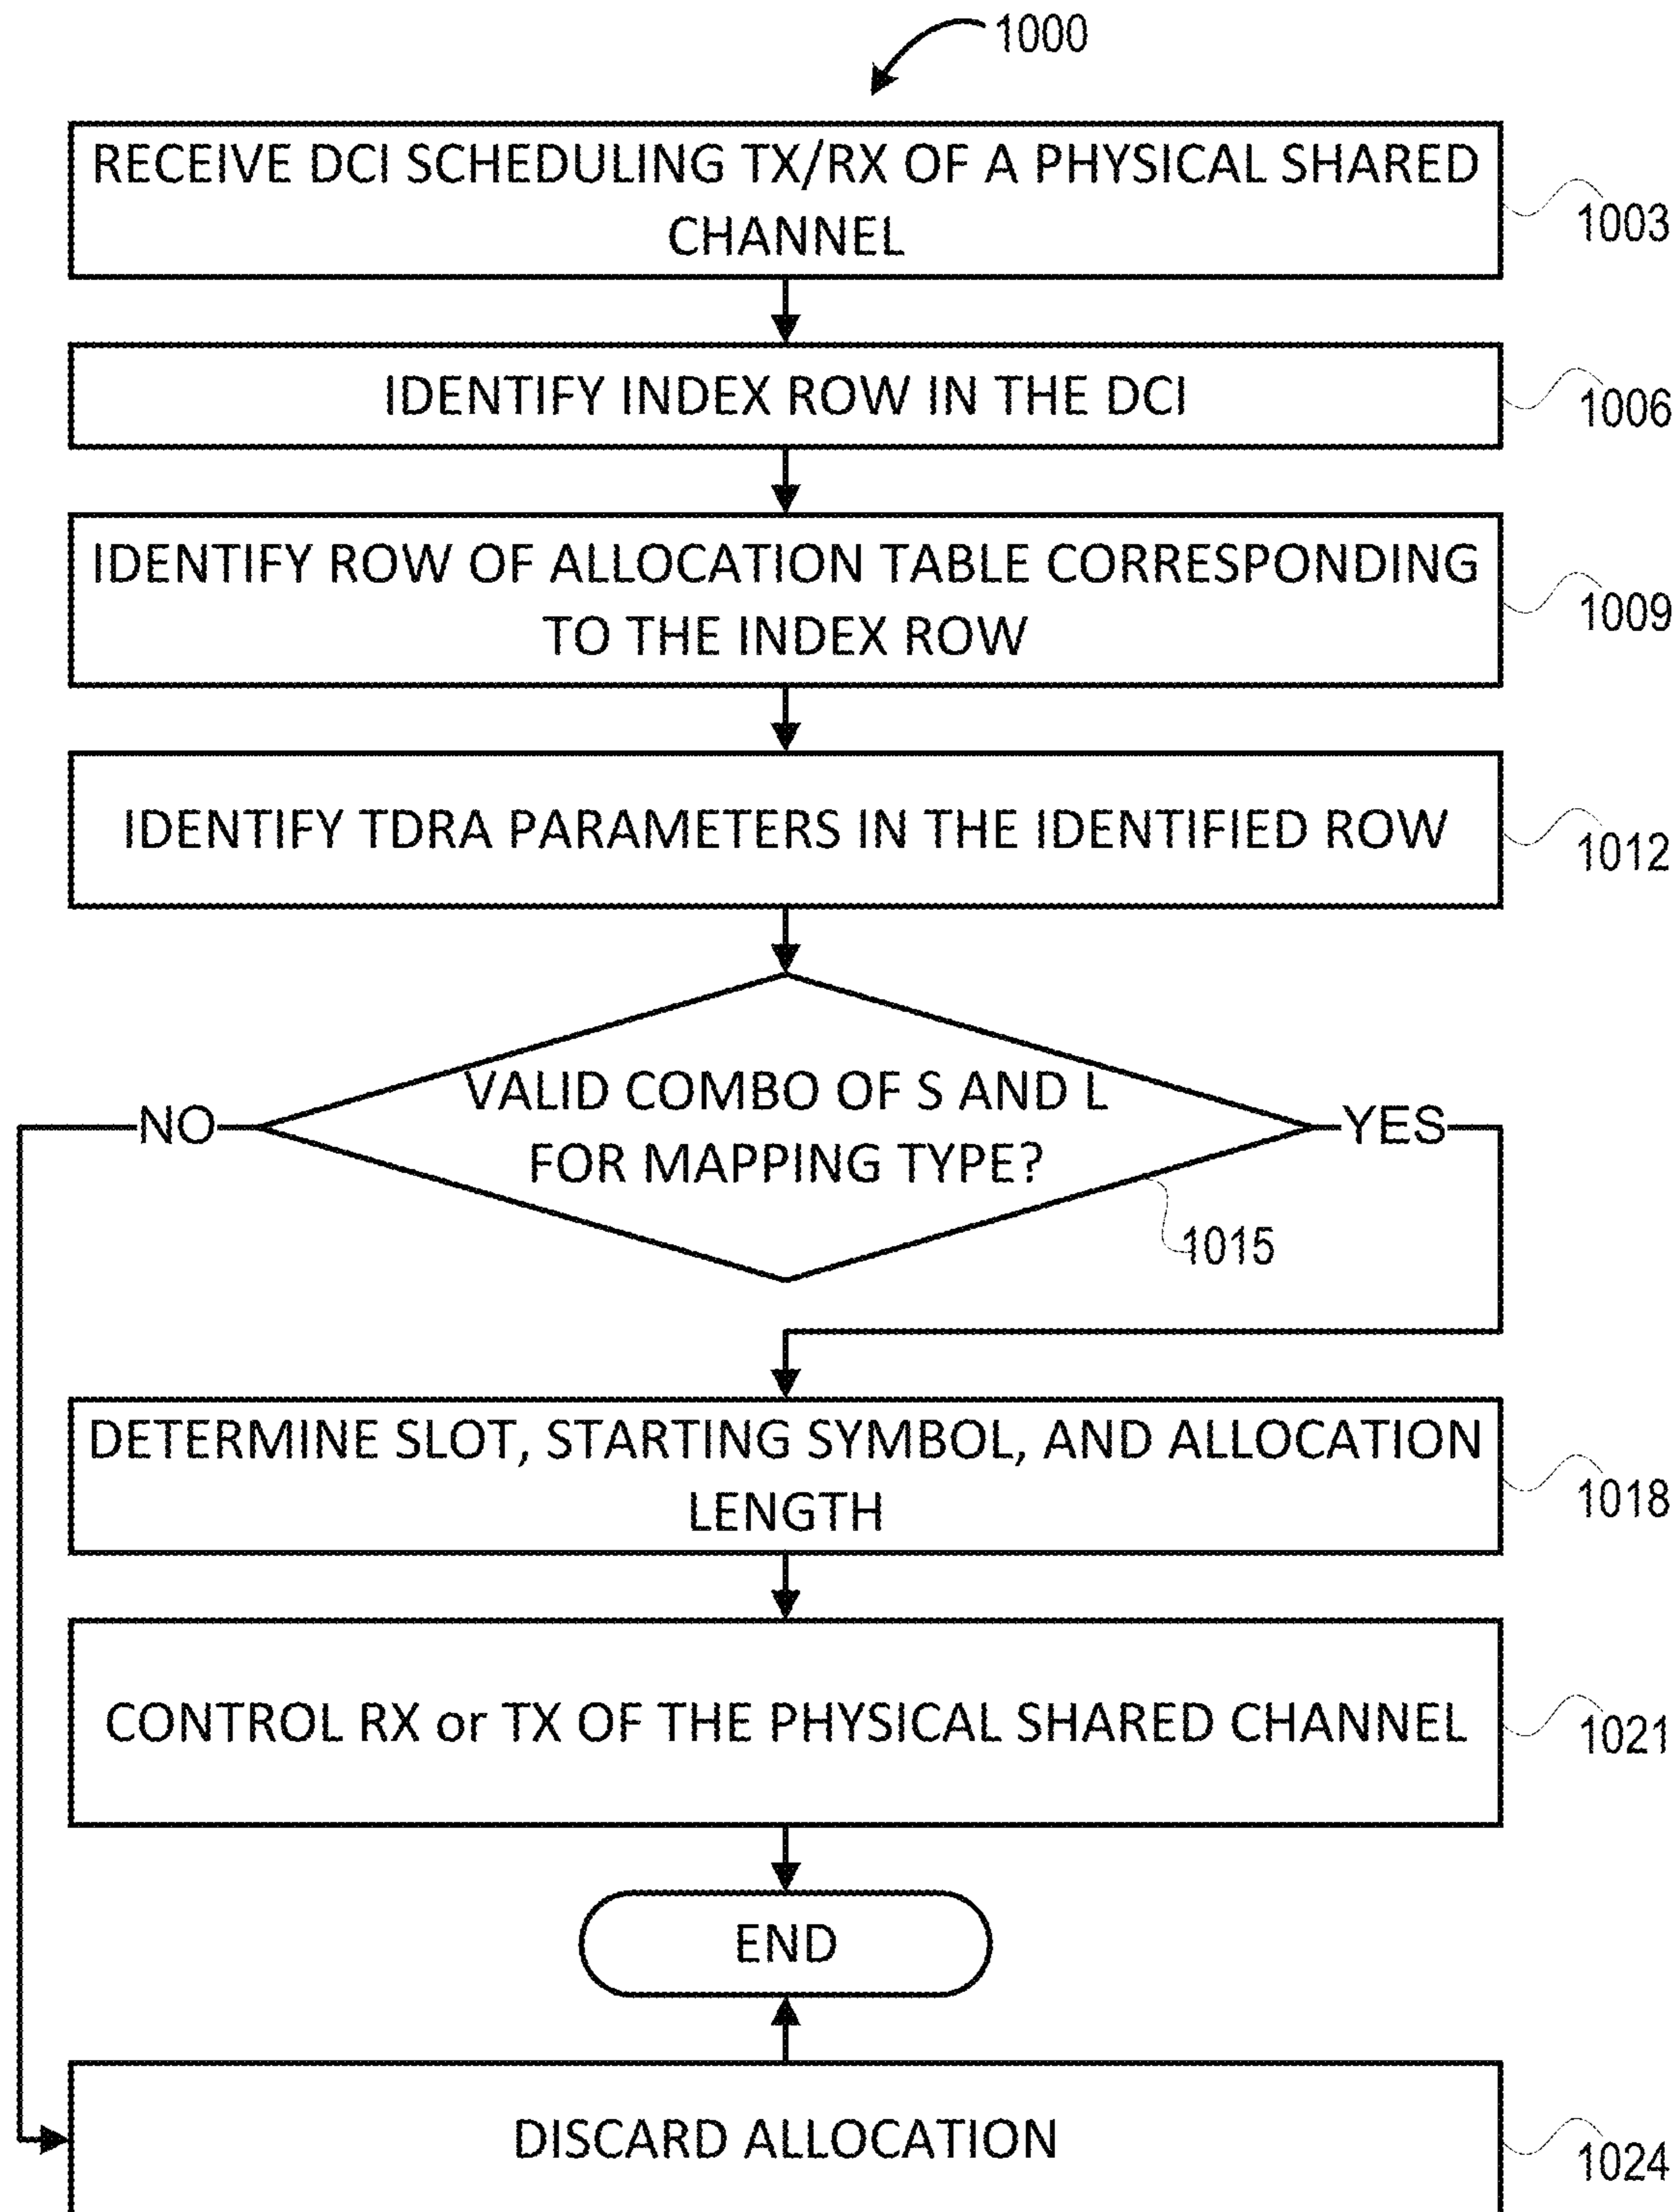 1000
RECEIVE DCI SCHEDULING TX/RX OF A PHYSICAL SHARED
CHANNEL
1003
IDENTIFY INDEX ROW IN THE DCI
1006
IDENTIFY ROW OF ALLOCATION TABLE CORRESPONDING
TO THE INDEX ROW
1009
IDENTIFY TDRA PARAMETERS IN THE IDENTIFIED ROW
1012
VALID COMBO OF S AND L
FOR MAPPING TYPE?
NO
YES
1015
DETERMINE SLOT, STARTING SYMBOL, AND ALLOCATION
LENGTH
1018
CONTROL RX or TX OF THE PHYSICAL SHARED CHANNEL
1021
END
DISCARD ALLOCATION
1024